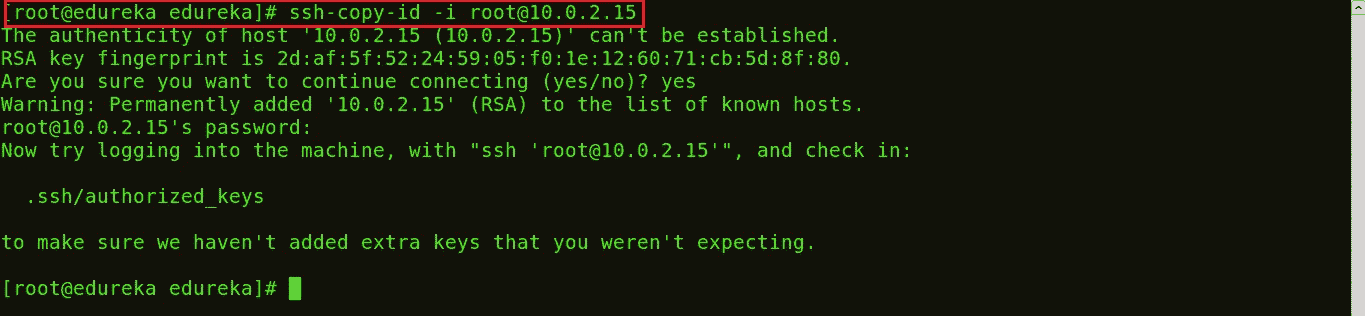 [root@edureka edureka]# ssh-copy-id -i root@10.0.2.15
The authenticity of host '10.0.2.15 (10.0.2.15)' can't be established.
RSA key fingerprint is 2d:af:5f:52:24:59:05:f0:1e:12:60:71:cb:5d:8f:80.
Are you sure you want to continue connecting (yes/no)? yes
Warning: Permanently added '10.0.2.15' (RSA) to the list of known hosts.
root@10.0.2.15's password:
Now try logging into the machine, with "ssh 'root@10.0.2.15'", and check in:
.ssh/authorized_keys
to make sure we haven't added extra keys that you weren't expecting.
[root@edureka edureka]#